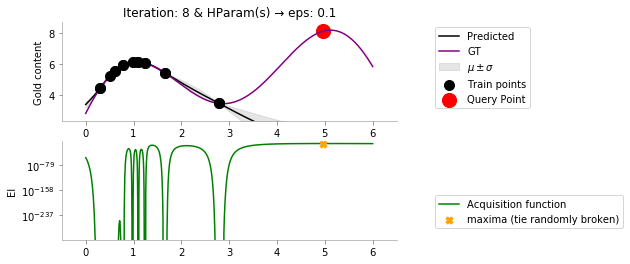 Iteration: 8 & HParam(s) → eps: 0.1
Gold content
8
6
4
0 1 2 3 4 5 6
Predicted
GT
μ ± σ
Train points
Query Point
EI
10^−79
10^−158
10^−237
0 1 2 3 4 5 6
Acquisition function
maxima (tie randomly broken)